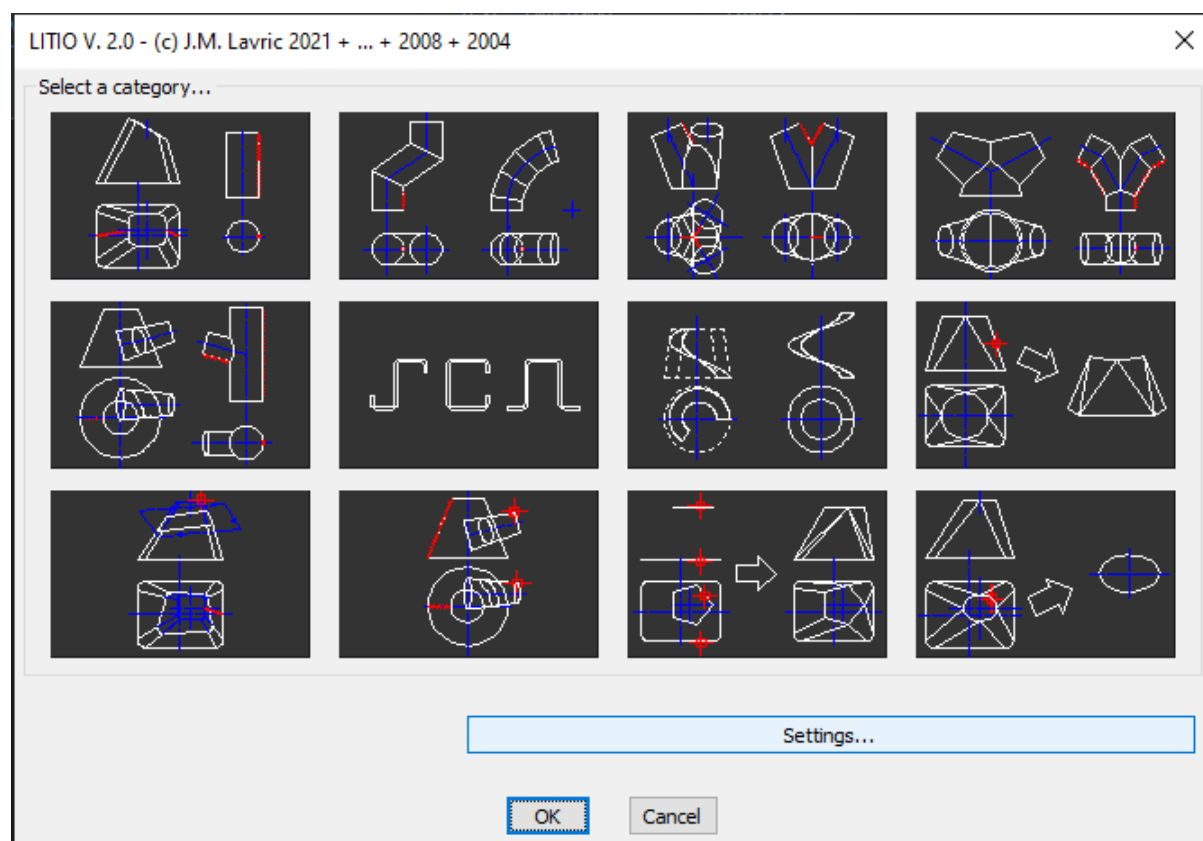 LITIO V. 2.0 - (c) J.M. Lavric 2021 + ... + 2008 + 2004
Select a category...
Settings...
OK
Cancel